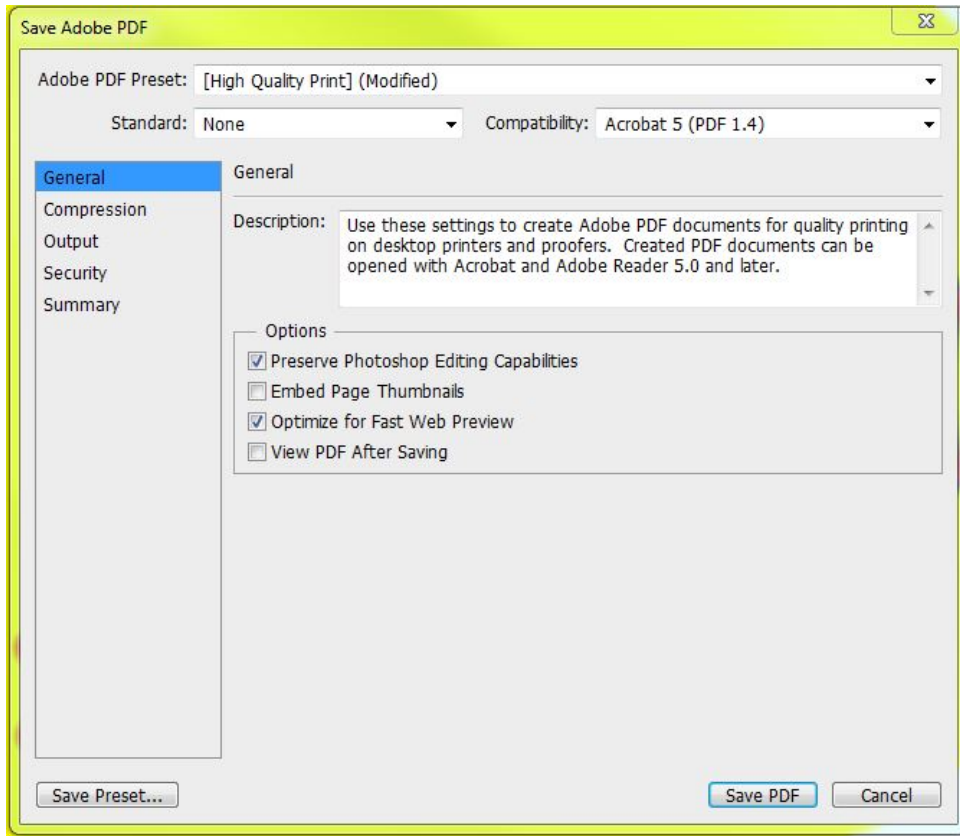 Save Adobe PDF
Adobe PDF Preset: [High Quality Print] (Modified)
Standard: None Compatibility: Acrobat 5 (PDF 1.4)
General
Compression
Output
Security
Summary
General
Description: Use these settings to create Adobe PDF documents for quality printing
on desktop printers and proofers. Created PDF documents can be
opened with Acrobat and Adobe Reader 5.0 and later.
Options
Preserve Photoshop Editing Capabilities
Embed Page Thumbnails
Optimize for Fast Web Preview
View PDF After Saving
Save Preset... Save PDF Cancel